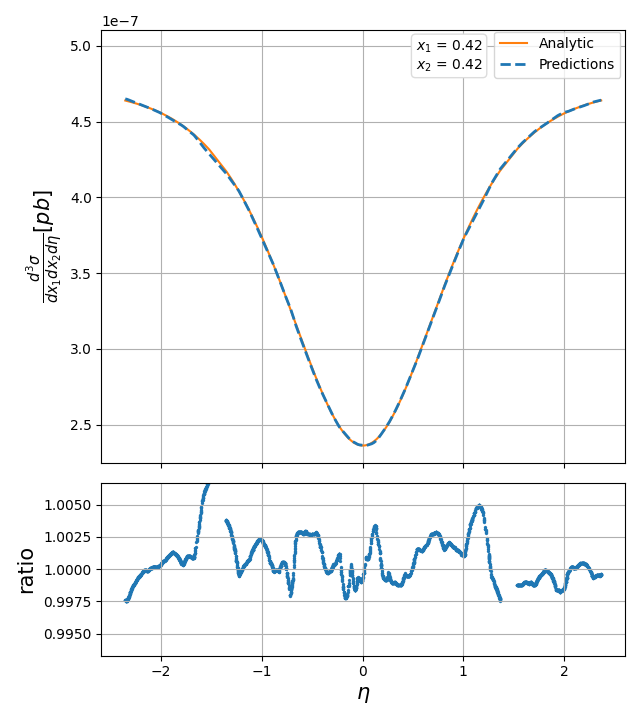 1e−7
x₁ = 0.42
x₂ = 0.42
Analytic
Predictions
5.0
4.5
4.0
3.5
3.0
2.5
d³σ / dx₁dx₂dη [pb]
1.0050
1.0025
1.0000
0.9975
0.9950
ratio
−2 −1 0 1 2
η